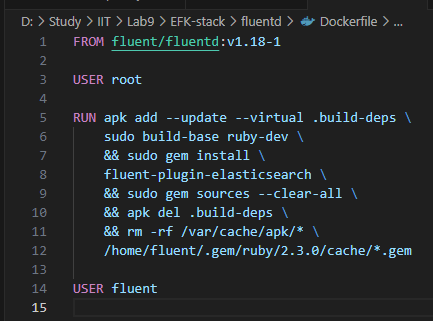 D: > Study > IIT > Lab9 > EFK-stack > fluentd > Dockerfile > ...
1 FROM fluent/fluentd:v1.18-1
2
3 USER root
4
5 RUN apk add --update --virtual .build-deps \
6 sudo build-base ruby-dev \
7 && sudo gem install \
8 fluent-plugin-elasticsearch \
9 && sudo gem sources --clear-all \
10 && apk del .build-deps \
11 && rm -rf /var/cache/apk/* \
12 /home/fluent/.gem/ruby/2.3.0/cache/*.gem
13
14 USER fluent
15